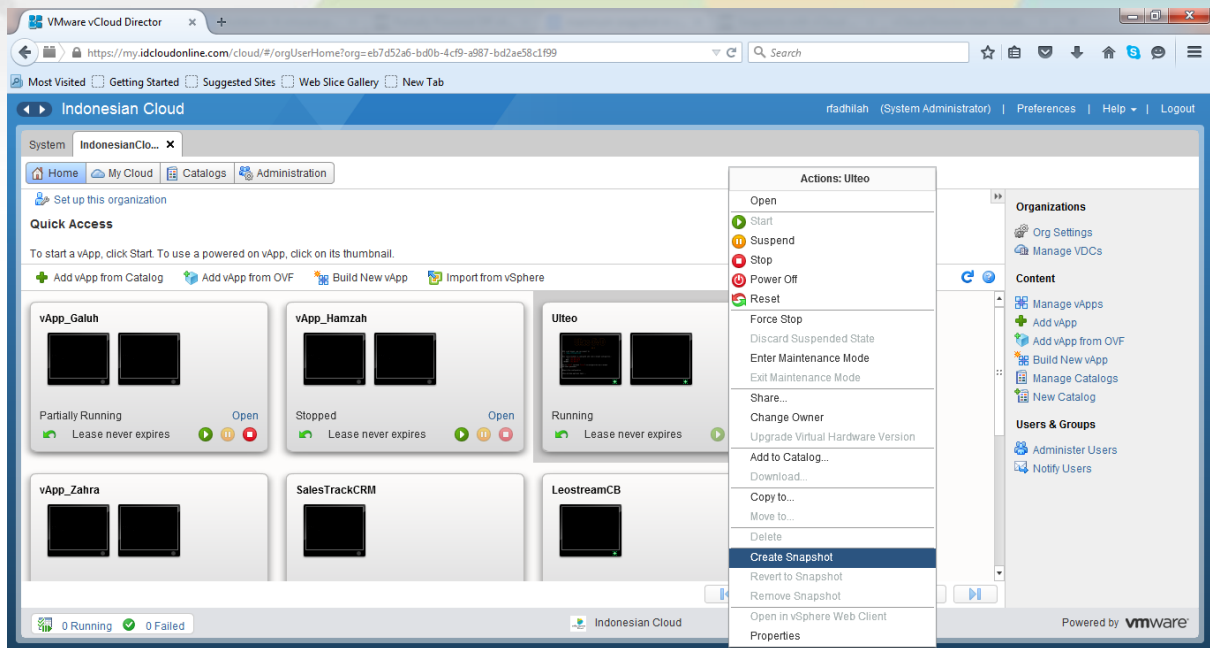 VMware vCloud Director
https://my.idcloudonline.com/cloud/#/orgUserHome?org=eb7d52a6-bd0b-4cf9-a987-bd2ae58c1f99
Search
Most Visited Getting Started Suggested Sites Web Slice Gallery New Tab
Indonesian Cloud
rfadhilah (System Administrator) | Preferences | Help | Logout
System IndonesianClo...
Home My Cloud Catalogs Administration
Set up this organization
Quick Access
To start a vApp, click Start. To use a powered on vApp, click on its thumbnail.
Add vApp from Catalog Add vApp from OVF Build New vApp Import from vSphere
vApp_Galuh
Partially Running Open
Lease never expires
vApp_Hamzah
Stopped Open
Lease never expires
Ulteo
Running
Lease never expires
vApp_Zahra
SalesTrackCRM
LeostreamCB
Actions: Ulteo
Open
Start
Suspend
Stop
Power Off
Reset
Force Stop
Discard Suspended State
Enter Maintenance Mode
Exit Maintenance Mode
Share...
Change Owner
Upgrade Virtual Hardware Version
Add to Catalog...
Download...
Copy to...
Move to...
Delete
Create Snapshot
Revert to Snapshot
Remove Snapshot
Open in vSphere Web Client
Properties
Organizations
Org Settings
Manage VDCs
Content
Manage vApps
Add vApp
Add vApp from OVF
Build New vApp
Manage Catalogs
New Catalog
Users & Groups
Administer Users
Notify Users
0 Running 0 Failed
Indonesian Cloud
Powered by vmware